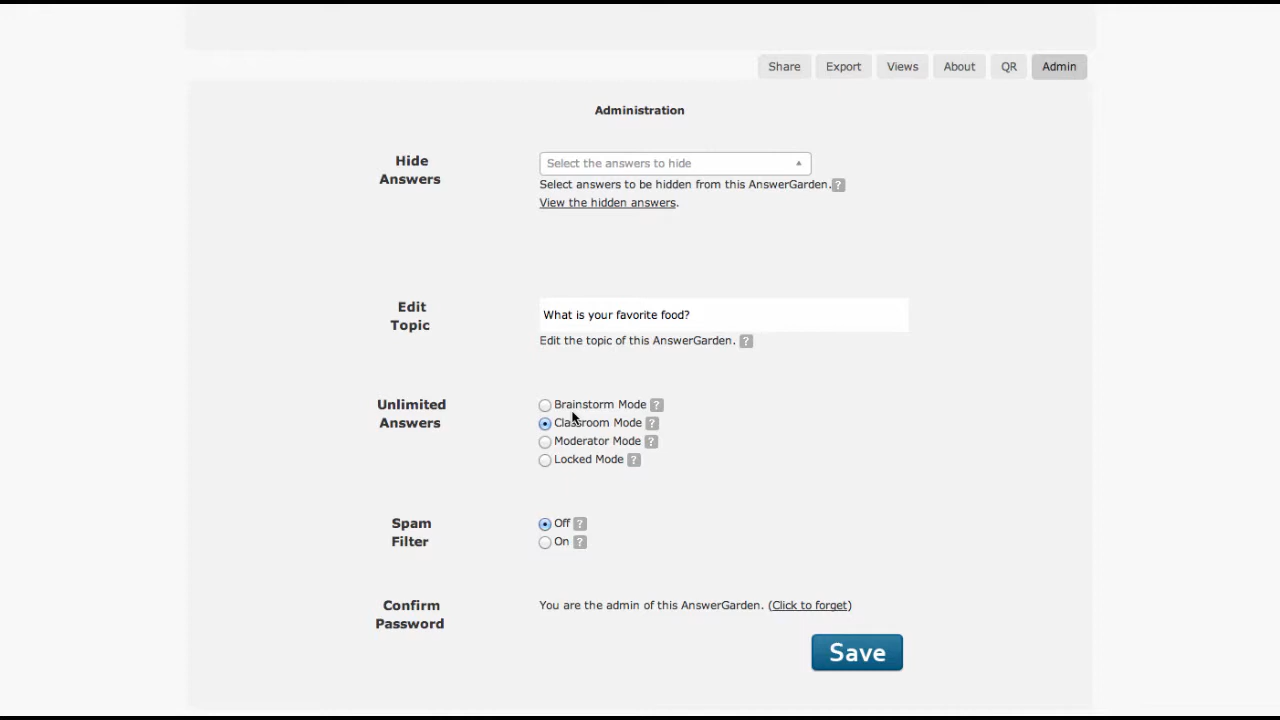 Share Export Views About QR Admin
Administration
Hide
Answers
Select the answers to hide
Select answers to be hidden from this AnswerGarden. ?
View the hidden answers.
Edit
Topic
What is your favorite food?
Edit the topic of this AnswerGarden. ?
Unlimited
Answers
Brainstorm Mode ?
Classroom Mode ?
Moderator Mode ?
Locked Mode ?
Spam
Filter
Off ?
On ?
Confirm
Password
You are the admin of this AnswerGarden. (Click to forget)
Save